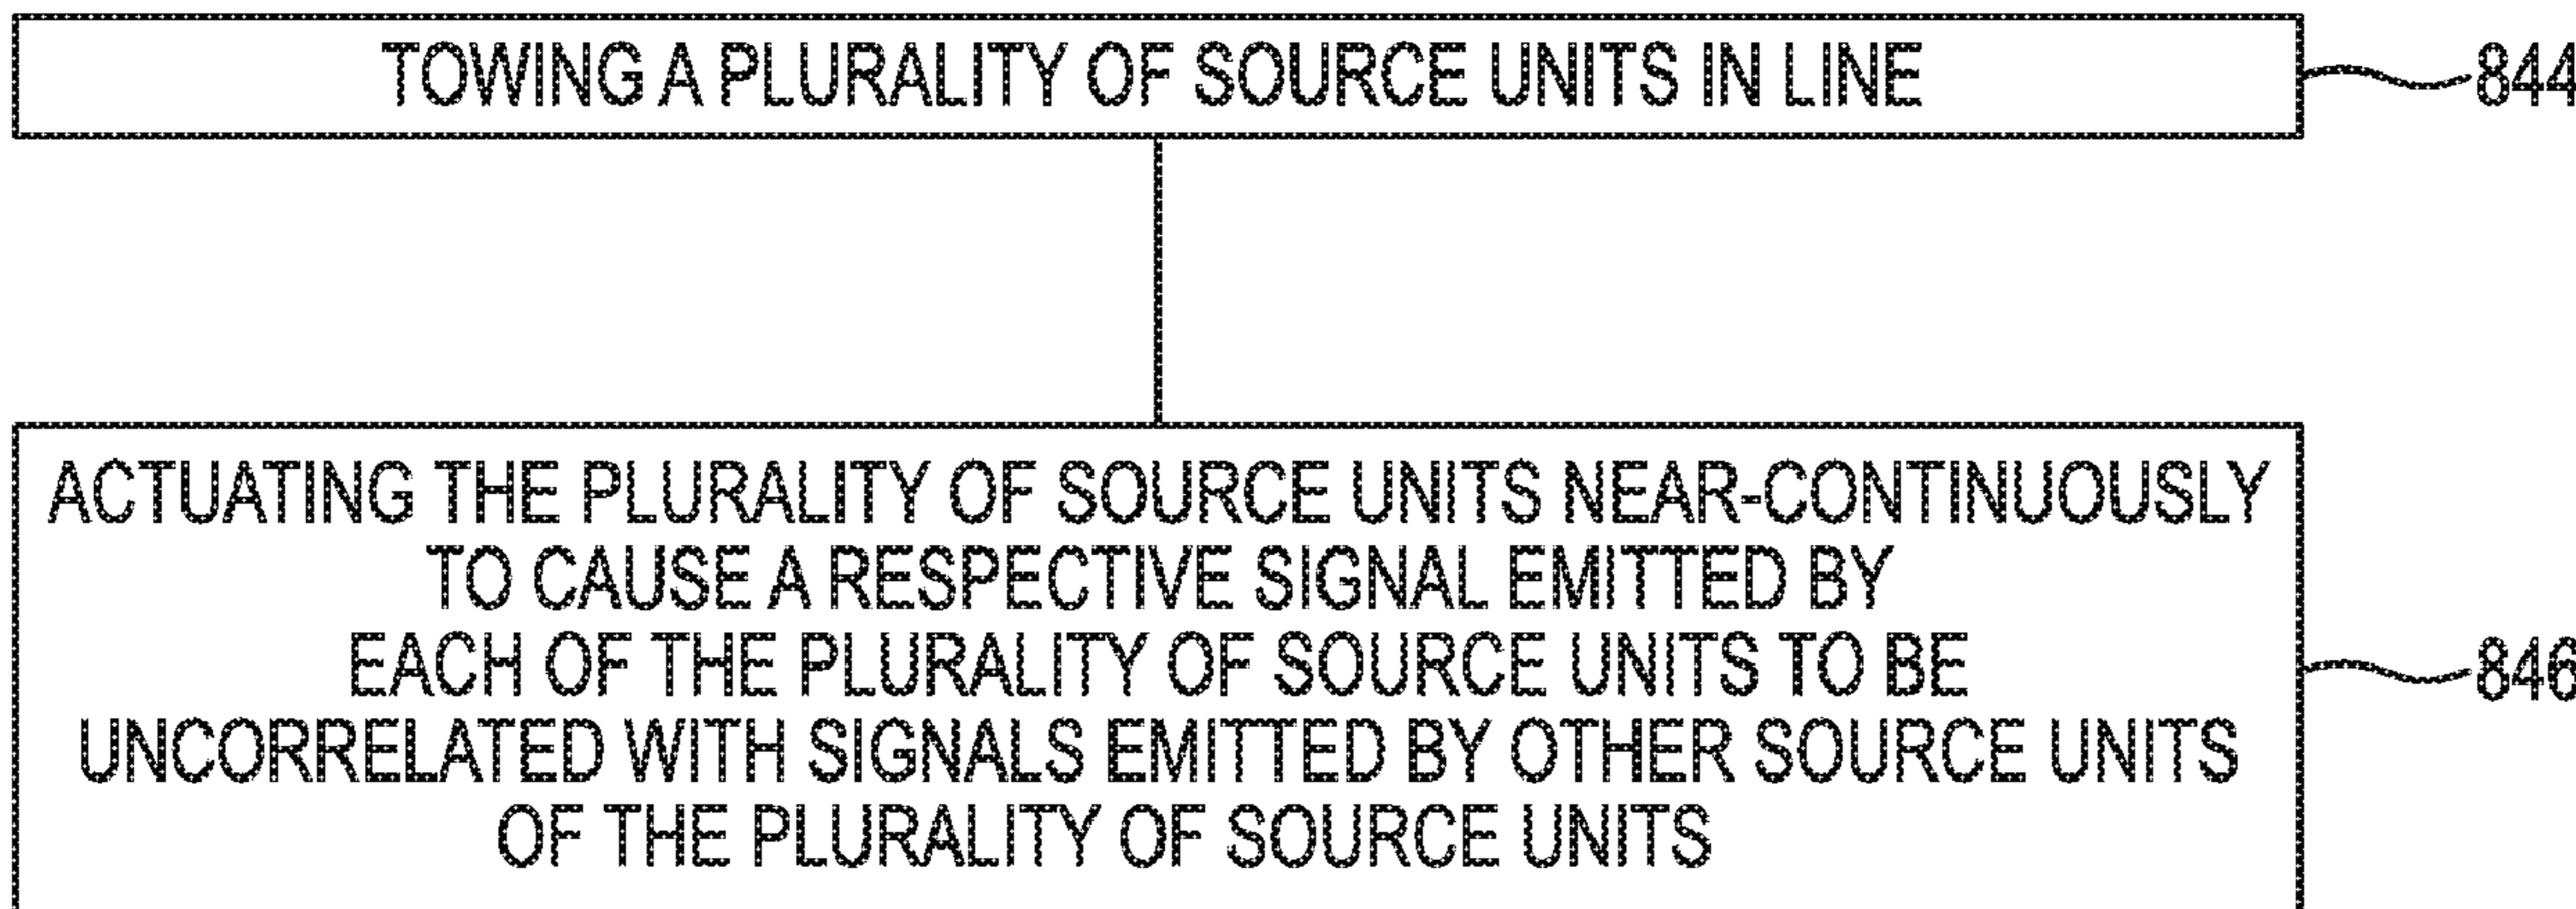 TOWING A PLURALITY OF SOURCE UNITS IN LINE
844
ACTUATING THE PLURALITY OF SOURCE UNITS NEAR-CONTINUOUSLY
TO CAUSE A RESPECTIVE SIGNAL EMITTED BY
EACH OF THE PLURALITY OF SOURCE UNITS TO BE
UNCORRELATED WITH SIGNALS EMITTED BY OTHER SOURCE UNITS
OF THE PLURALITY OF SOURCE UNITS
846